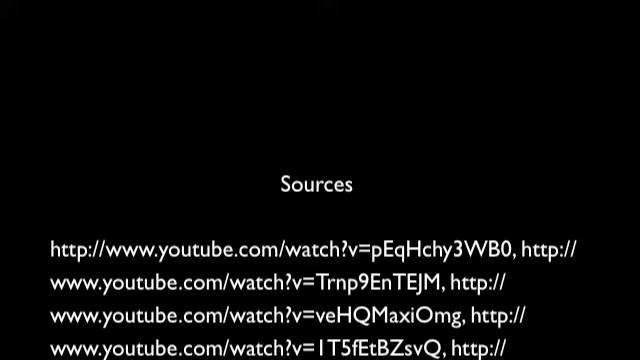 Sources
http://www.youtube.com/watch?v=pEqHchy3WB0, http://
www.youtube.com/watch?v=Trnp9EnTEJM, http://
www.youtube.com/watch?v=veHQMaxiOmg, http://
www.youtube.com/watch?v=1T5fEtBZsvQ, http://